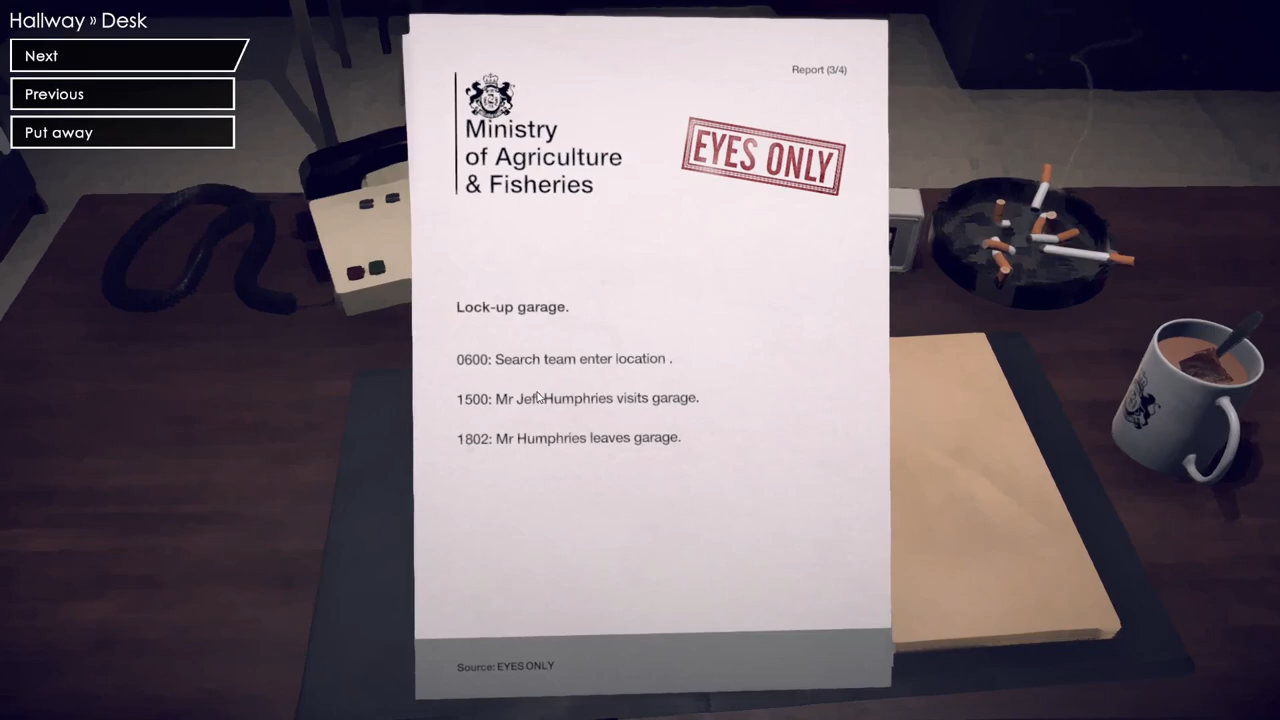 Hallway » Desk
Next
Previous
Put away
Report (3/4)
Ministry
of Agriculture
& Fisheries
EYES ONLY
Lock-up garage.
0600: Search team enter location .
1500: Mr Jeff Humphries visits garage.
1802: Mr Humphries leaves garage.
Source: EYES ONLY